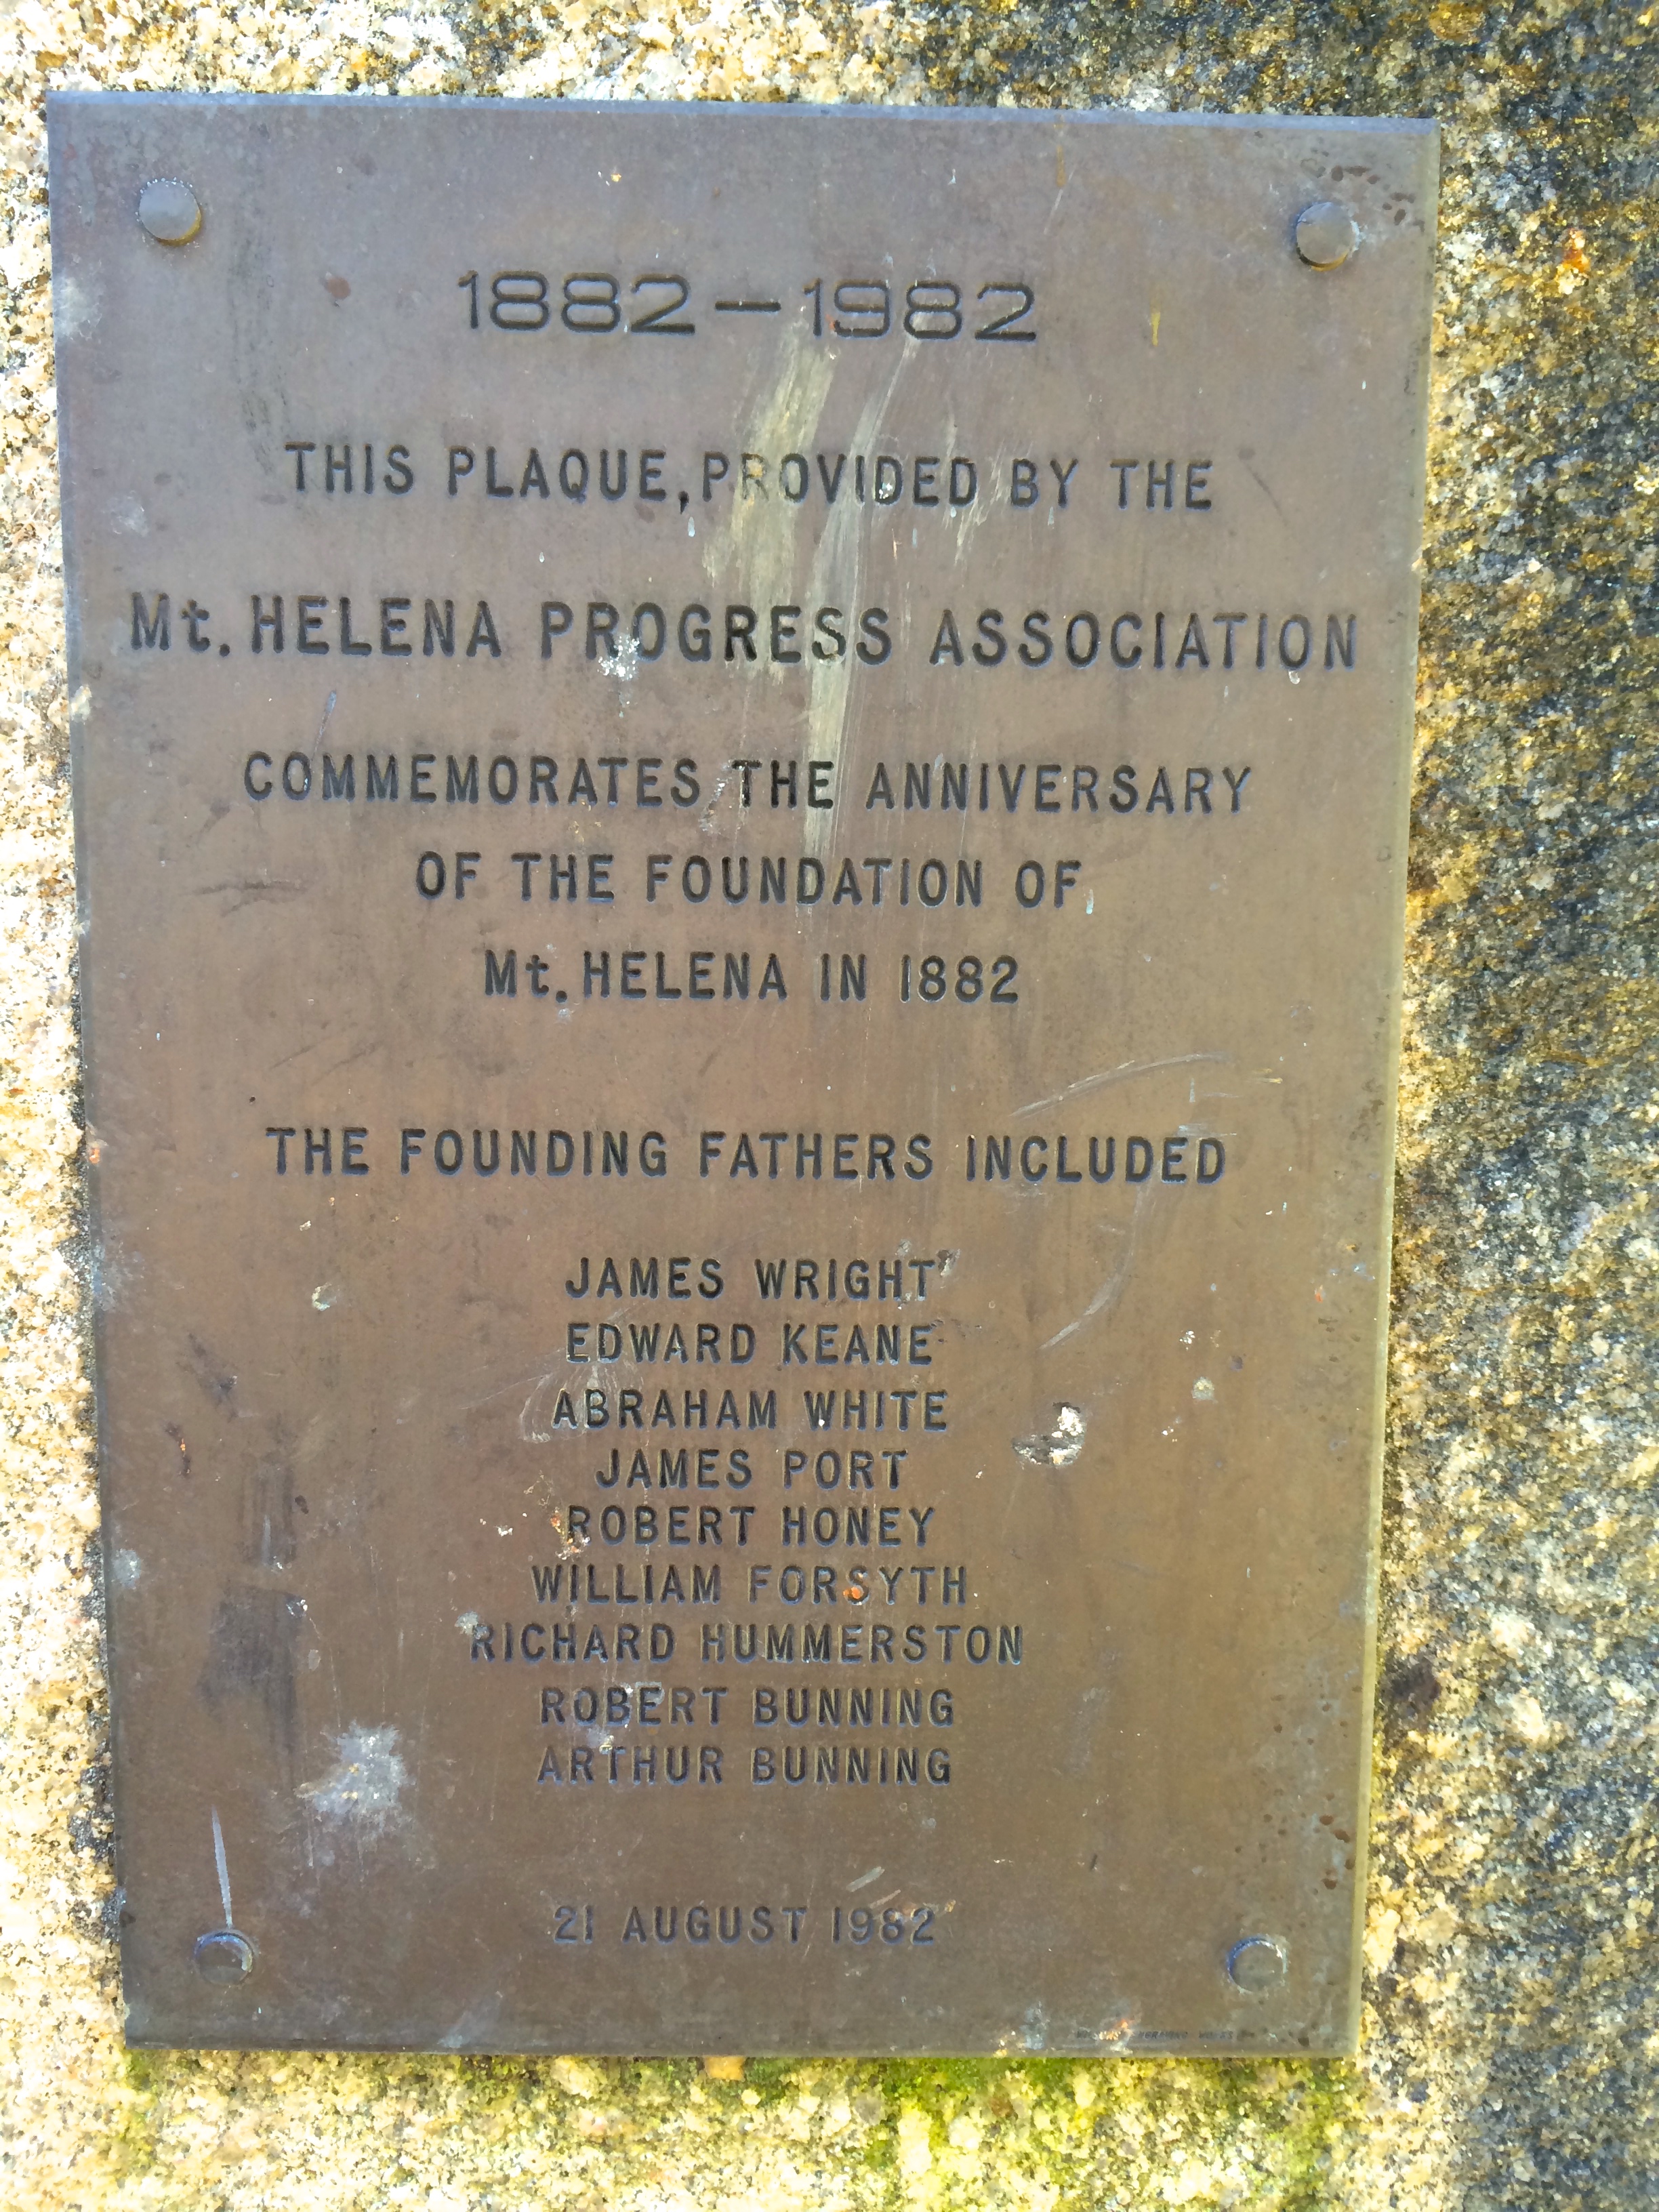 1882-1982
THIS PLAQUE, PROVIDED BY THE
Mt. HELENA PROGRESS ASSOCIATION
COMMEMORATES THE ANNIVERSARY
OF THE FOUNDATION OF
Mt. HELENA IN 1882
THE FOUNDING FATHERS INCLUDED
JAMES WRIGHT
EDWARD KEANE
ABRAHAM WHITE
JAMES PORT
ROBERT HONEY
WILLIAM FORSYTH
RICHARD HUMMERSTON
ROBERT BUNNING
ARTHUR BUNNING
21 AUGUST 1982